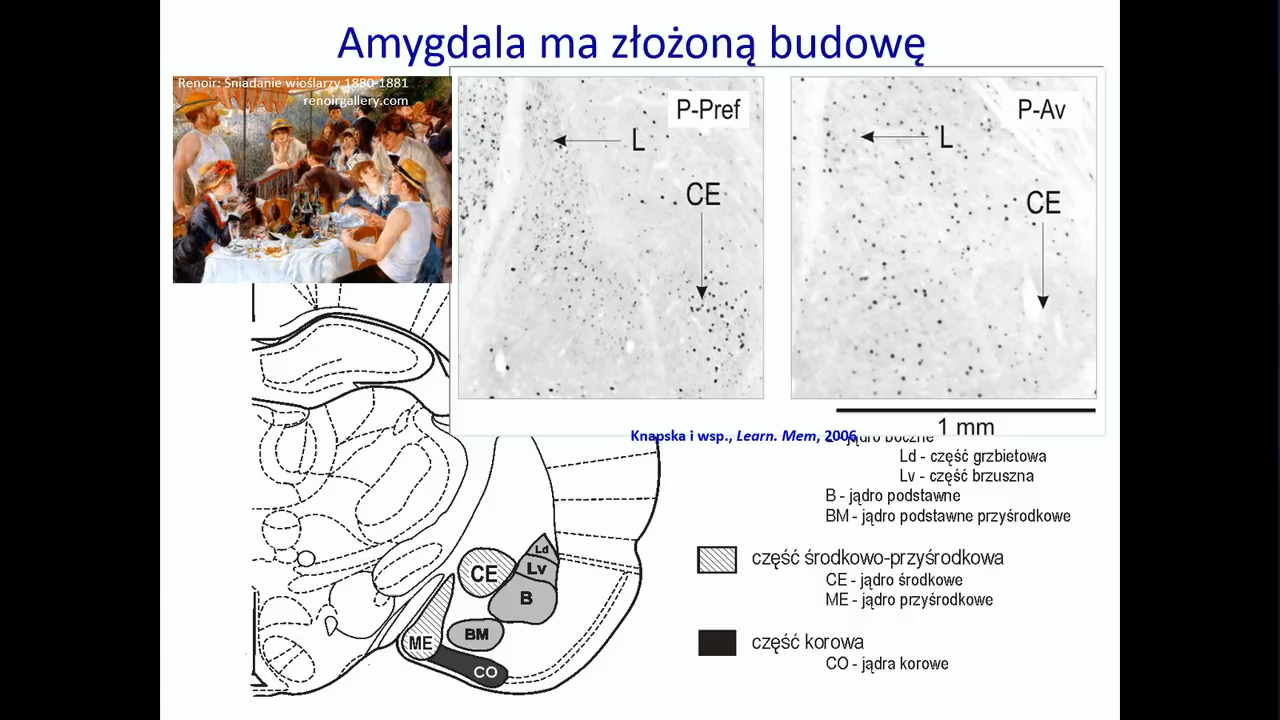 Amygdala ma złożoną budowę
Renoir: Śniadanie wioślarzy 1880-1881
renoirgallery.com
P-Pref
L
CE
P-Av
L
CE
1 mm
Knapska i wsp., Learn. Mem, 2006
L - jądro boczne
Ld - część grzbietowa
Lv - część brzuszna
B - jądro podstawne
BM - jądro podstawne przyśrodkowe
część środkowo-przyśrodkowa
CE - jądro środkowe
ME - jądro przyśrodkowe
część korowa
CO - jądra korowe
Ld
Lv
CE
B
BM
ME
CO